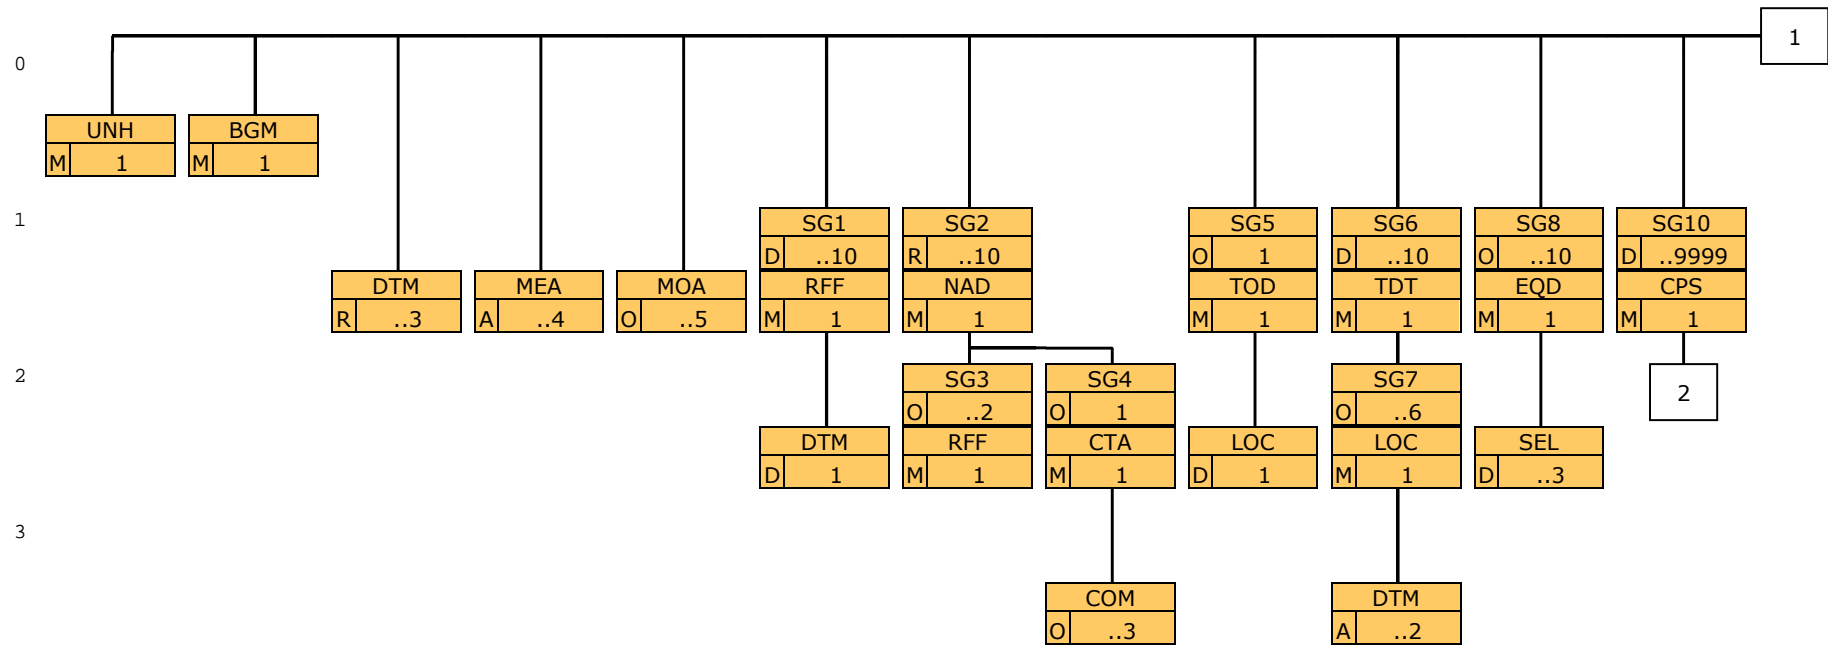 1
0
UNH BGM
M 1 M 1
1
SG1 SG2 SG5 SG6 SG8 SG10
D ..10 R ..10 O 1 D ..10 O ..10 D ..9999
DTM MEA MOA RFF NAD TOD TDT EQD CPS
R ..3 A ..4 O ..5 M 1 M 1 M 1 M 1 M 1 M 1
2
SG3 SG4 SG7
2
O ..2 O 1 O ..6
DTM RFF CTA LOC LOC SEL
D 1 M 1 M 1 D 1 M 1 D ..3
3
COM DTM
O ..3 A ..2